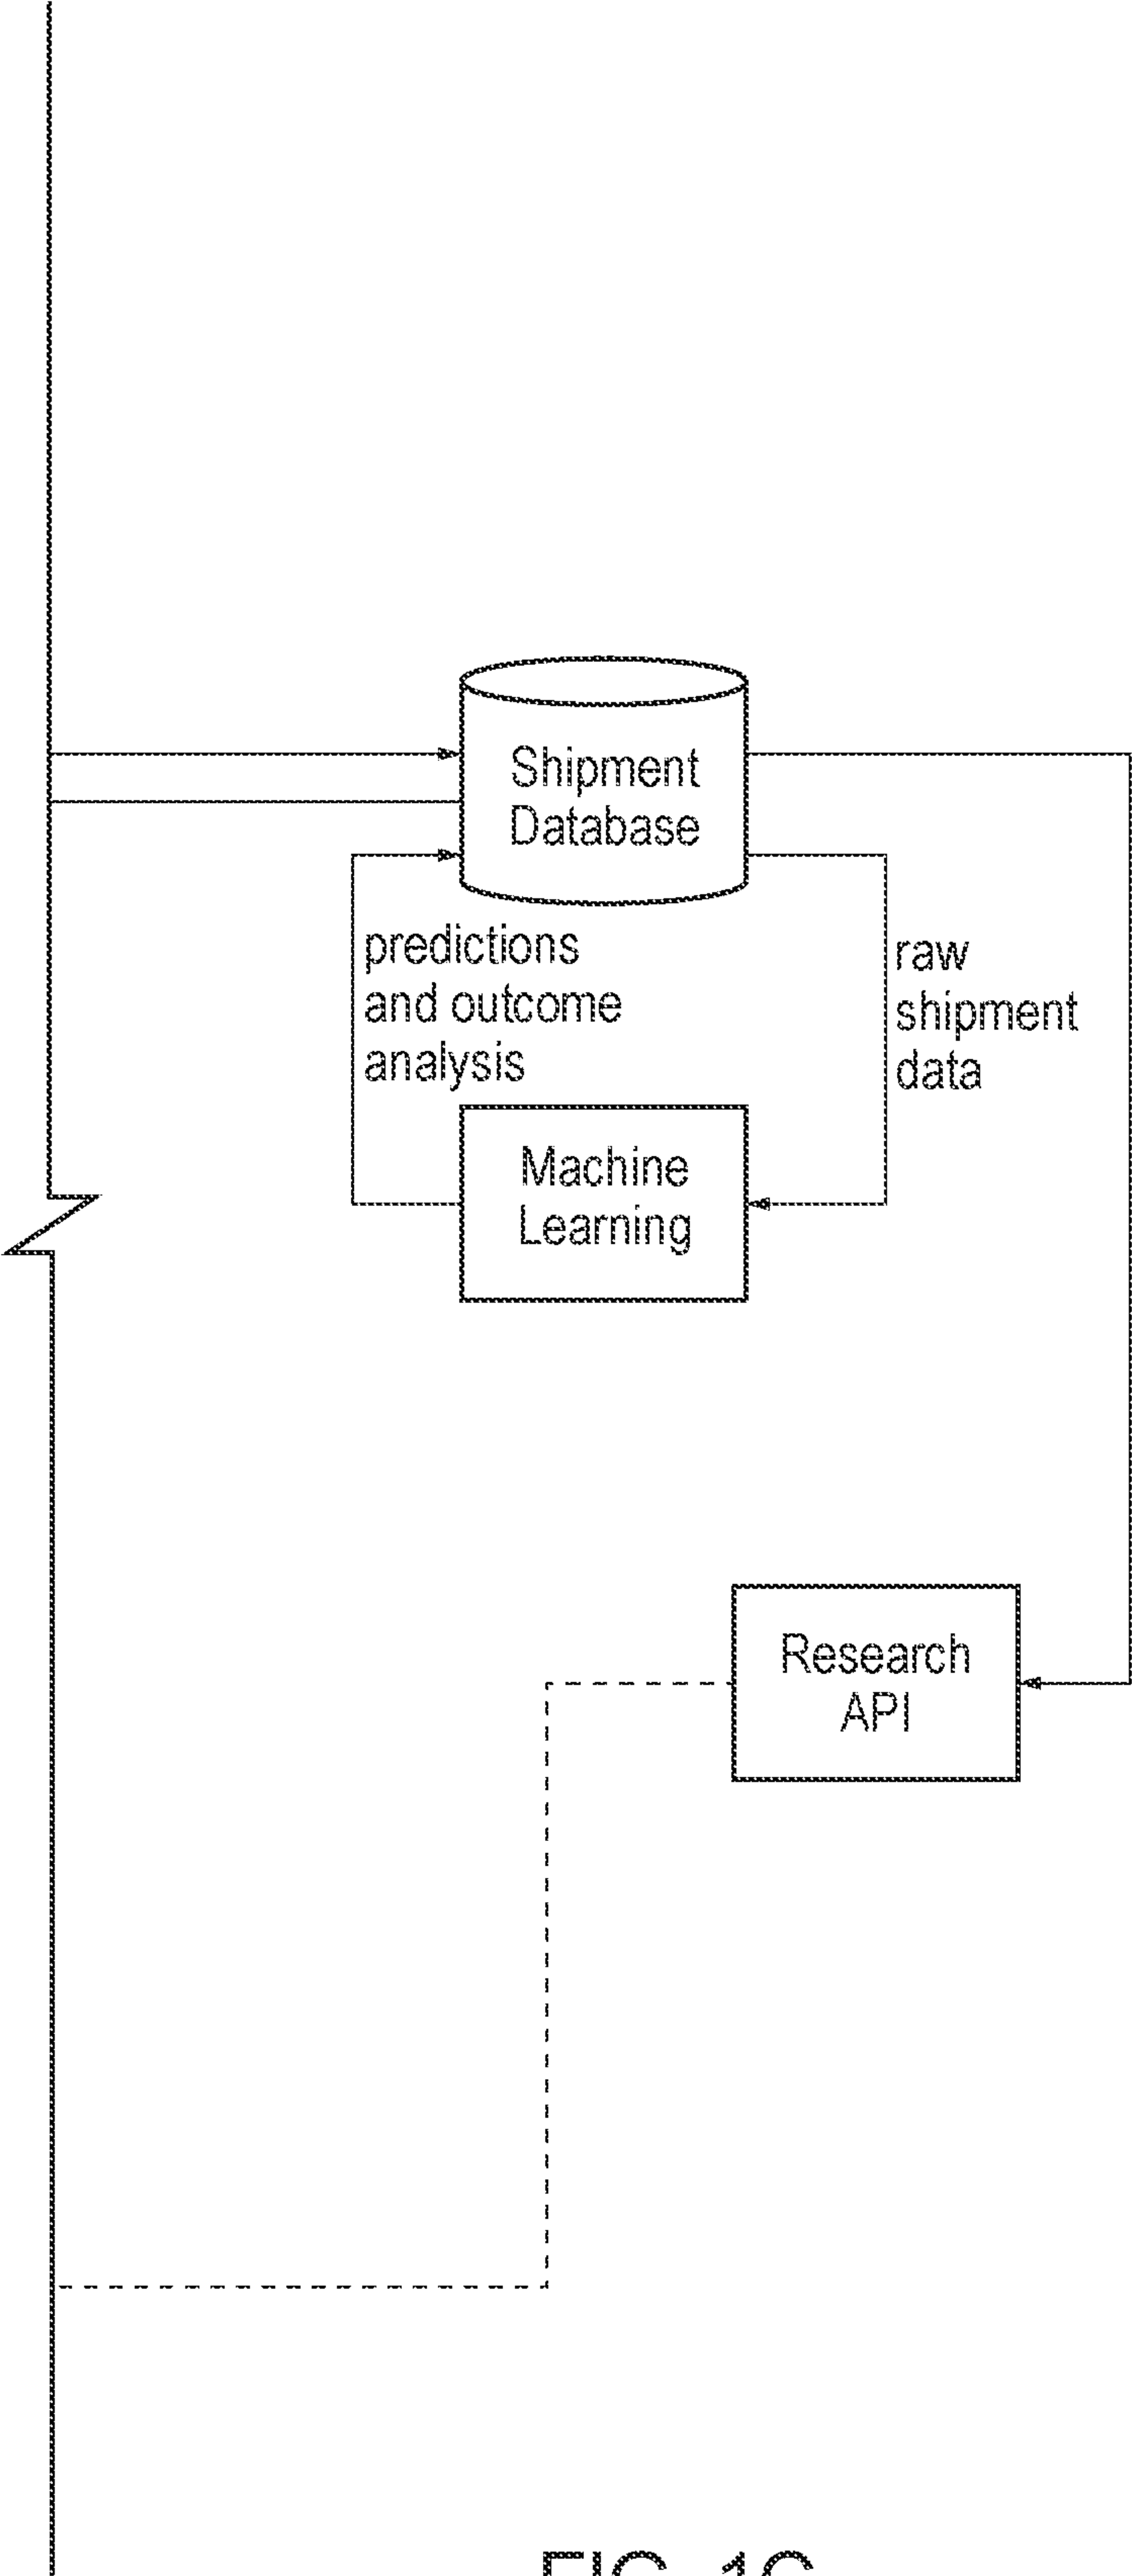 Shipment
Database
predictions
and outcome
analysis
raw
shipment
data
Machine
Learning
Research
API